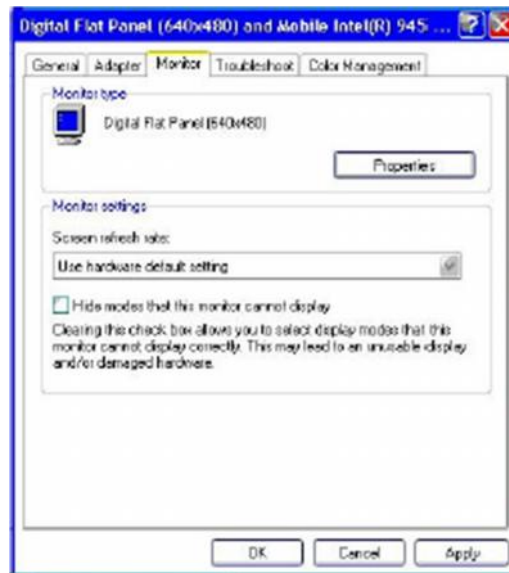 Digital Flat Panel (640x480) and Mobile Intel(R) 945 ...
General Adapter Monitor Troubleshoot Color Management
Monitor type
Digital Flat Panel (640x480)
Properties
Monitor settings
Screen refresh rate:
Use hardware default setting
Hide modes that this monitor cannot display
Clearing this check box allows you to select display modes that this
monitor cannot display correctly. This may lead to an unusable display
and/or damaged hardware.
OK Cancel Apply